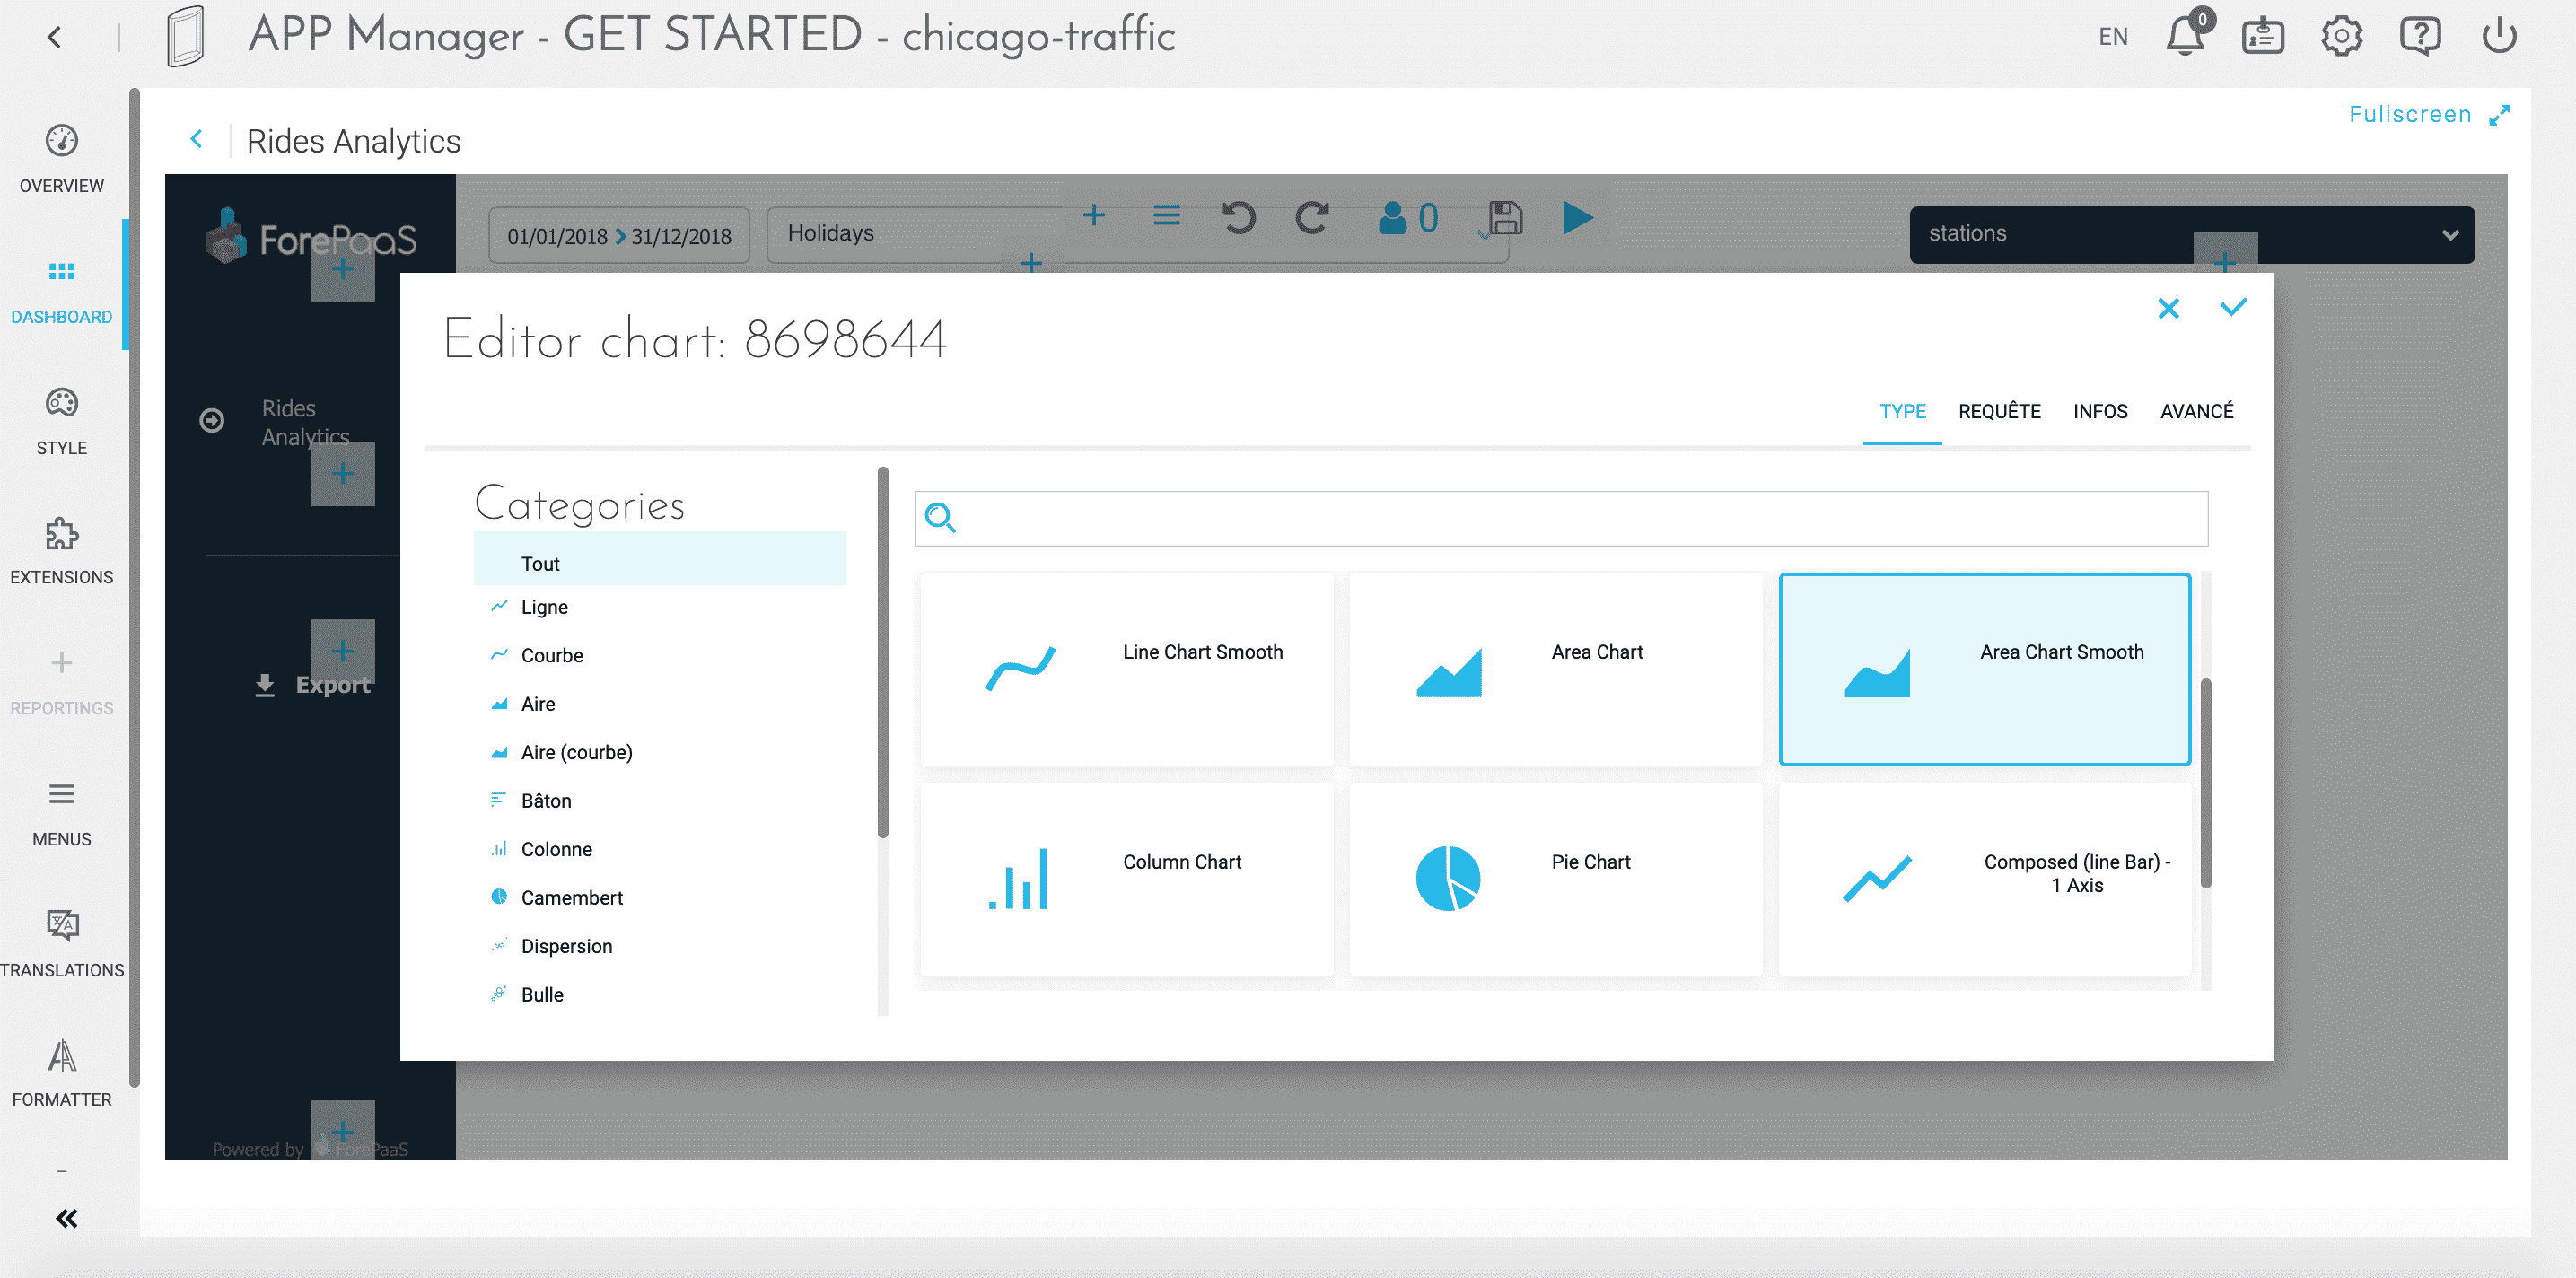 APP Manager - GET STARTED - chicago-traffic
EN
0
Fullscreen
Rides Analytics
OVERVIEW
DASHBOARD
STYLE
EXTENSIONS
REPORTINGS
MENUS
TRANSLATIONS
FORMATTER
ForePaaS
01/01/2018
31/12/2018
Holidays
0
stations
Rides
Analytics
Export
Powered by
ForePaaS
Editor chart: 8698644
TYPE
REQUÊTE
INFOS
AVANCÉ
Categories
Tout
Ligne
Courbe
Aire
Aire (courbe)
Bâton
Colonne
Camembert
Dispersion
Bulle
Line Chart Smooth
Area Chart
Area Chart Smooth
Column Chart
Pie Chart
Composed (line Bar) -
1 Axis